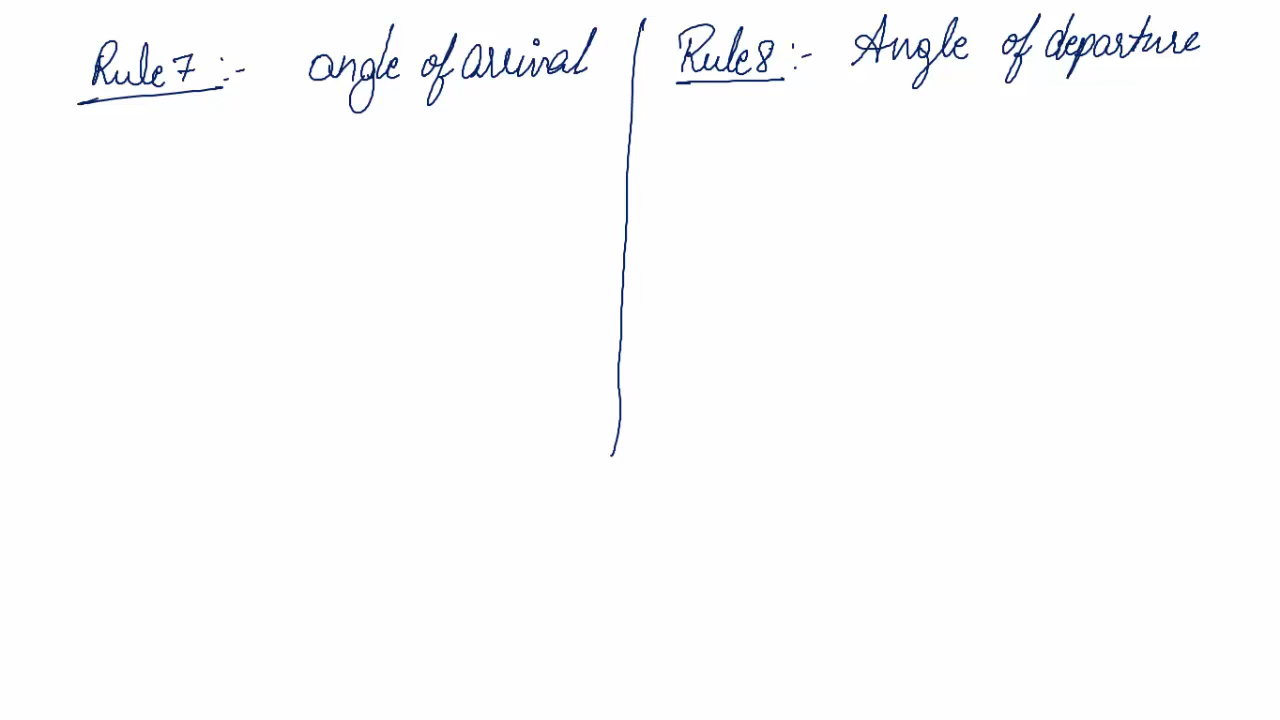 Rule 7 :- angle of arrival
Rule 8 :- Angle of departure